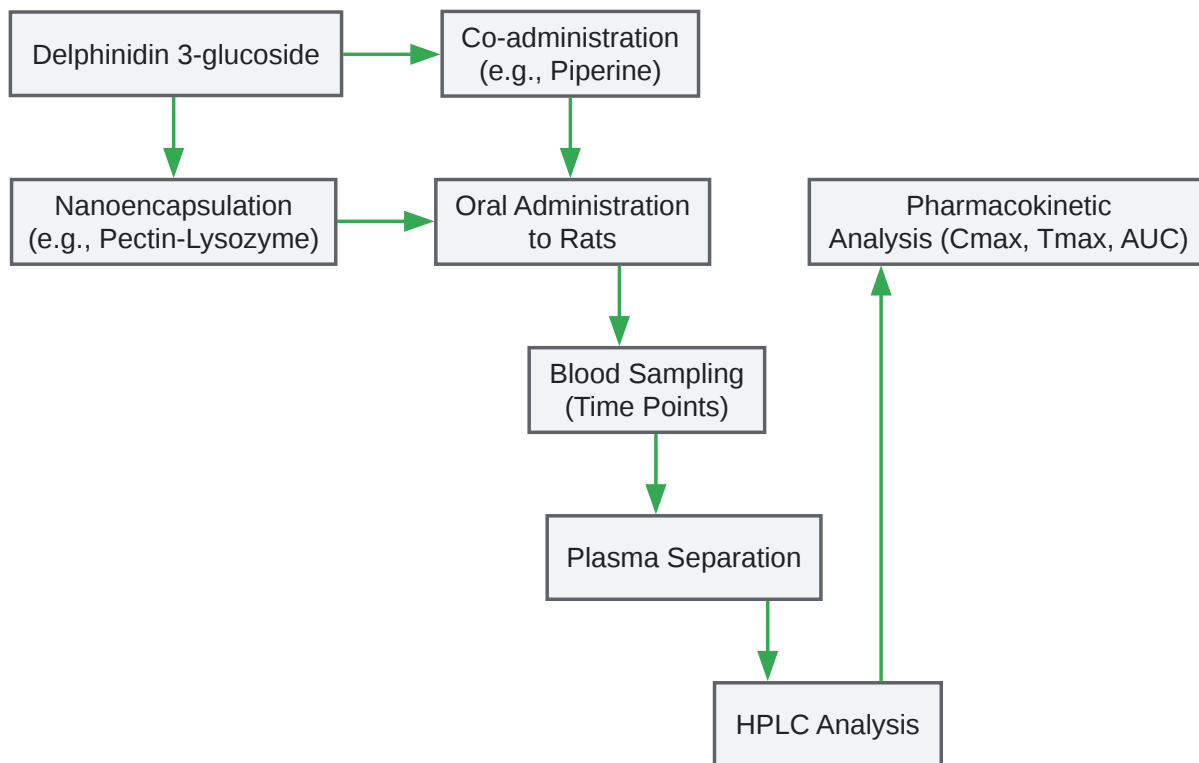 Delphinidin 3-glucoside
Co-administration
(e.g., Piperine)
Nanoencapsulation
(e.g., Pectin-Lysozyme)
Oral Administration
to Rats
Pharmacokinetic
Analysis (Cmax, Tmax, AUC)
Blood Sampling
(Time Points)
Plasma Separation
HPLC Analysis